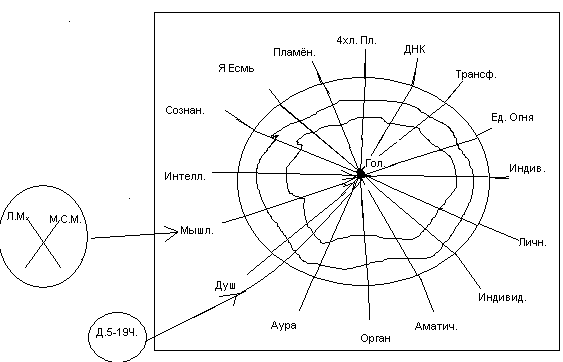 4хл. Пл.
Пламён.
ДНК
Я Есмь
Трансф.
Сознан.
Ед. Огня
Гол.
Интелл.
Индив.
Л.М.
М.С.М.
Мышл.
Личн.
Душ
Индивид.
Аура
Аматич.
Д.5-19Ч.
Орган